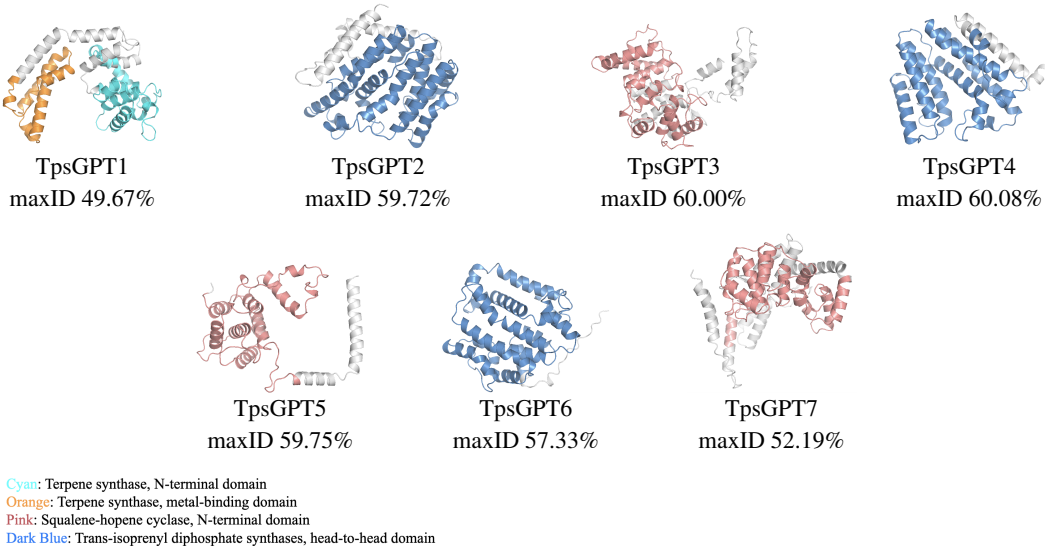 TpsGPT1
maxID 49.67%
TpsGPT2
maxID 59.72%
TpsGPT3
maxID 60.00%
TpsGPT4
maxID 60.08%
TpsGPT5
maxID 59.75%
TpsGPT6
maxID 57.33%
TpsGPT7
maxID 52.19%
Cyan: Terpene synthase, N-terminal domain
Orange: Terpene synthase, metal-binding domain
Pink: Squalene-hopene cyclase, N-terminal domain
Dark Blue: Trans-isoprenyl diphosphate synthases, head-to-head domain